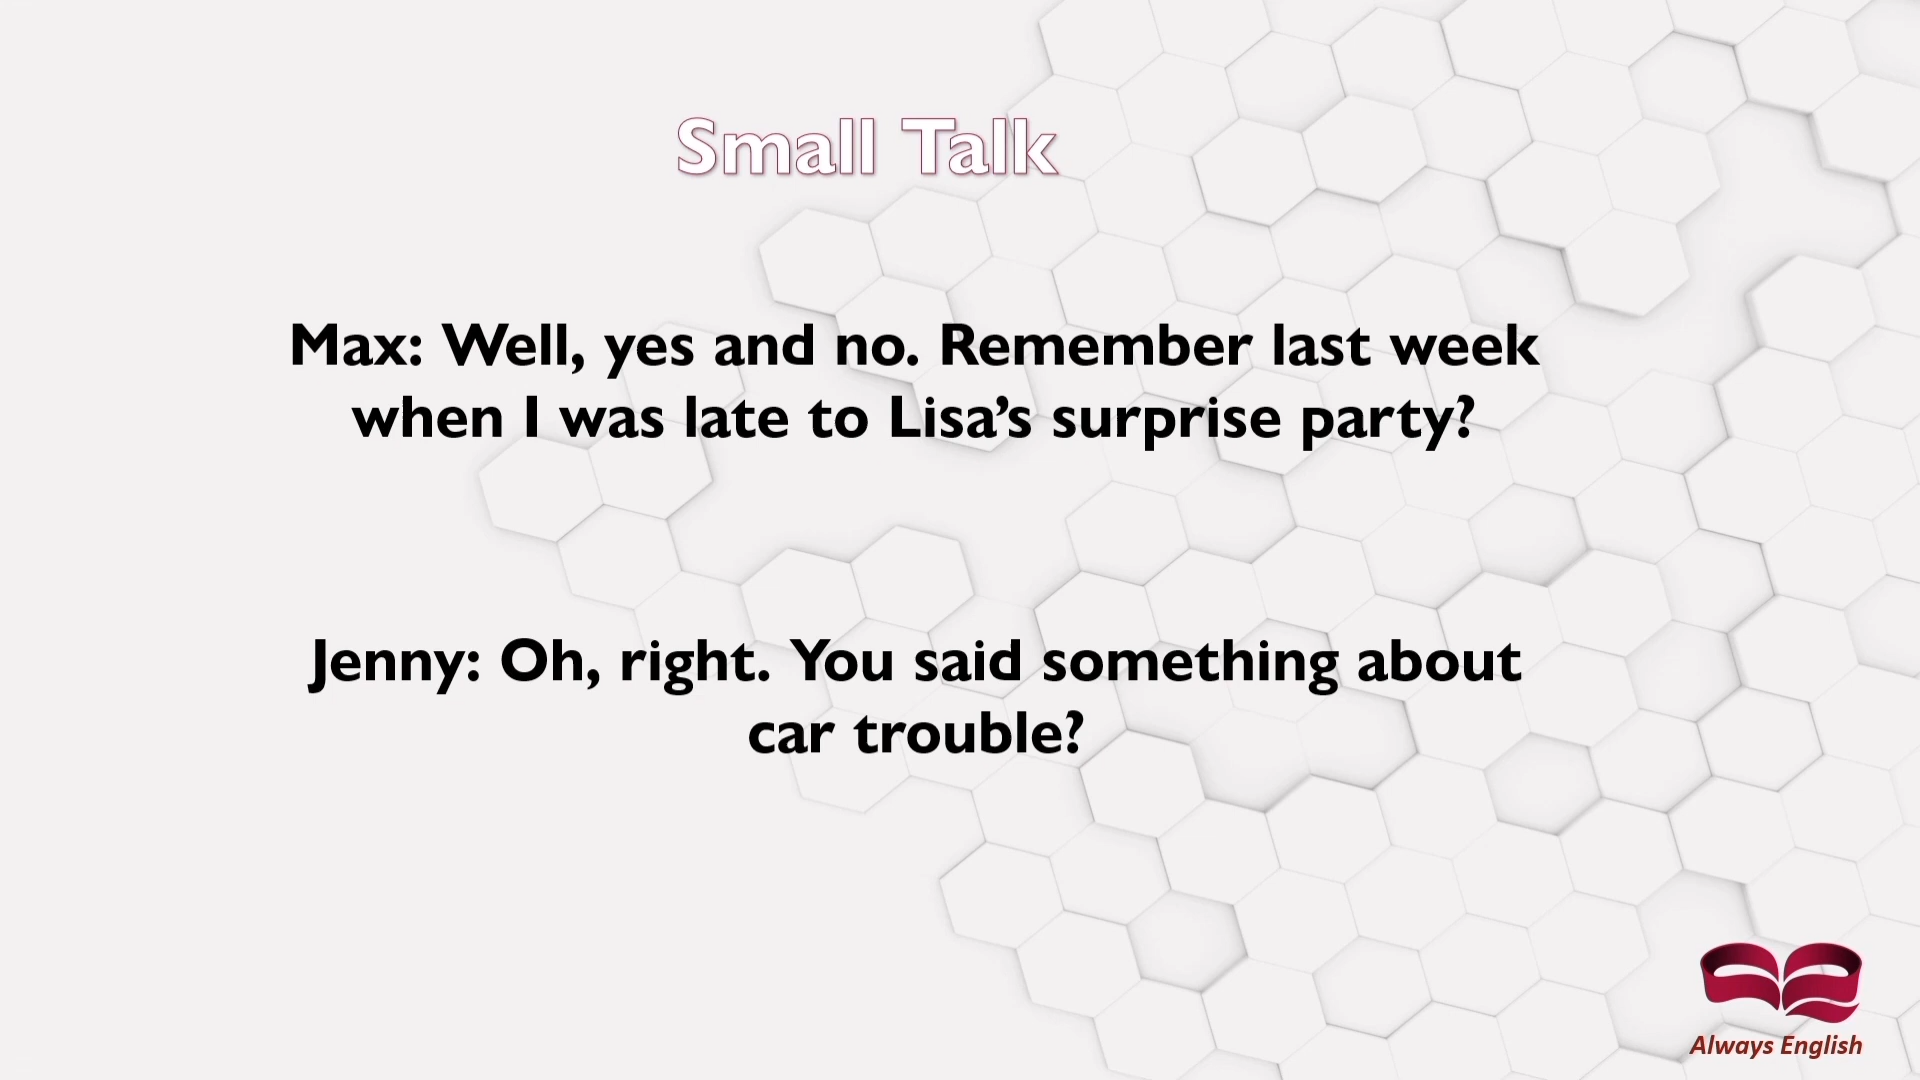 Small Talk
Max: Well, yes and no. Remember last week
when I was late to Lisa’s surprise party?
Jenny: Oh, right. You said something about
car trouble?
Always English